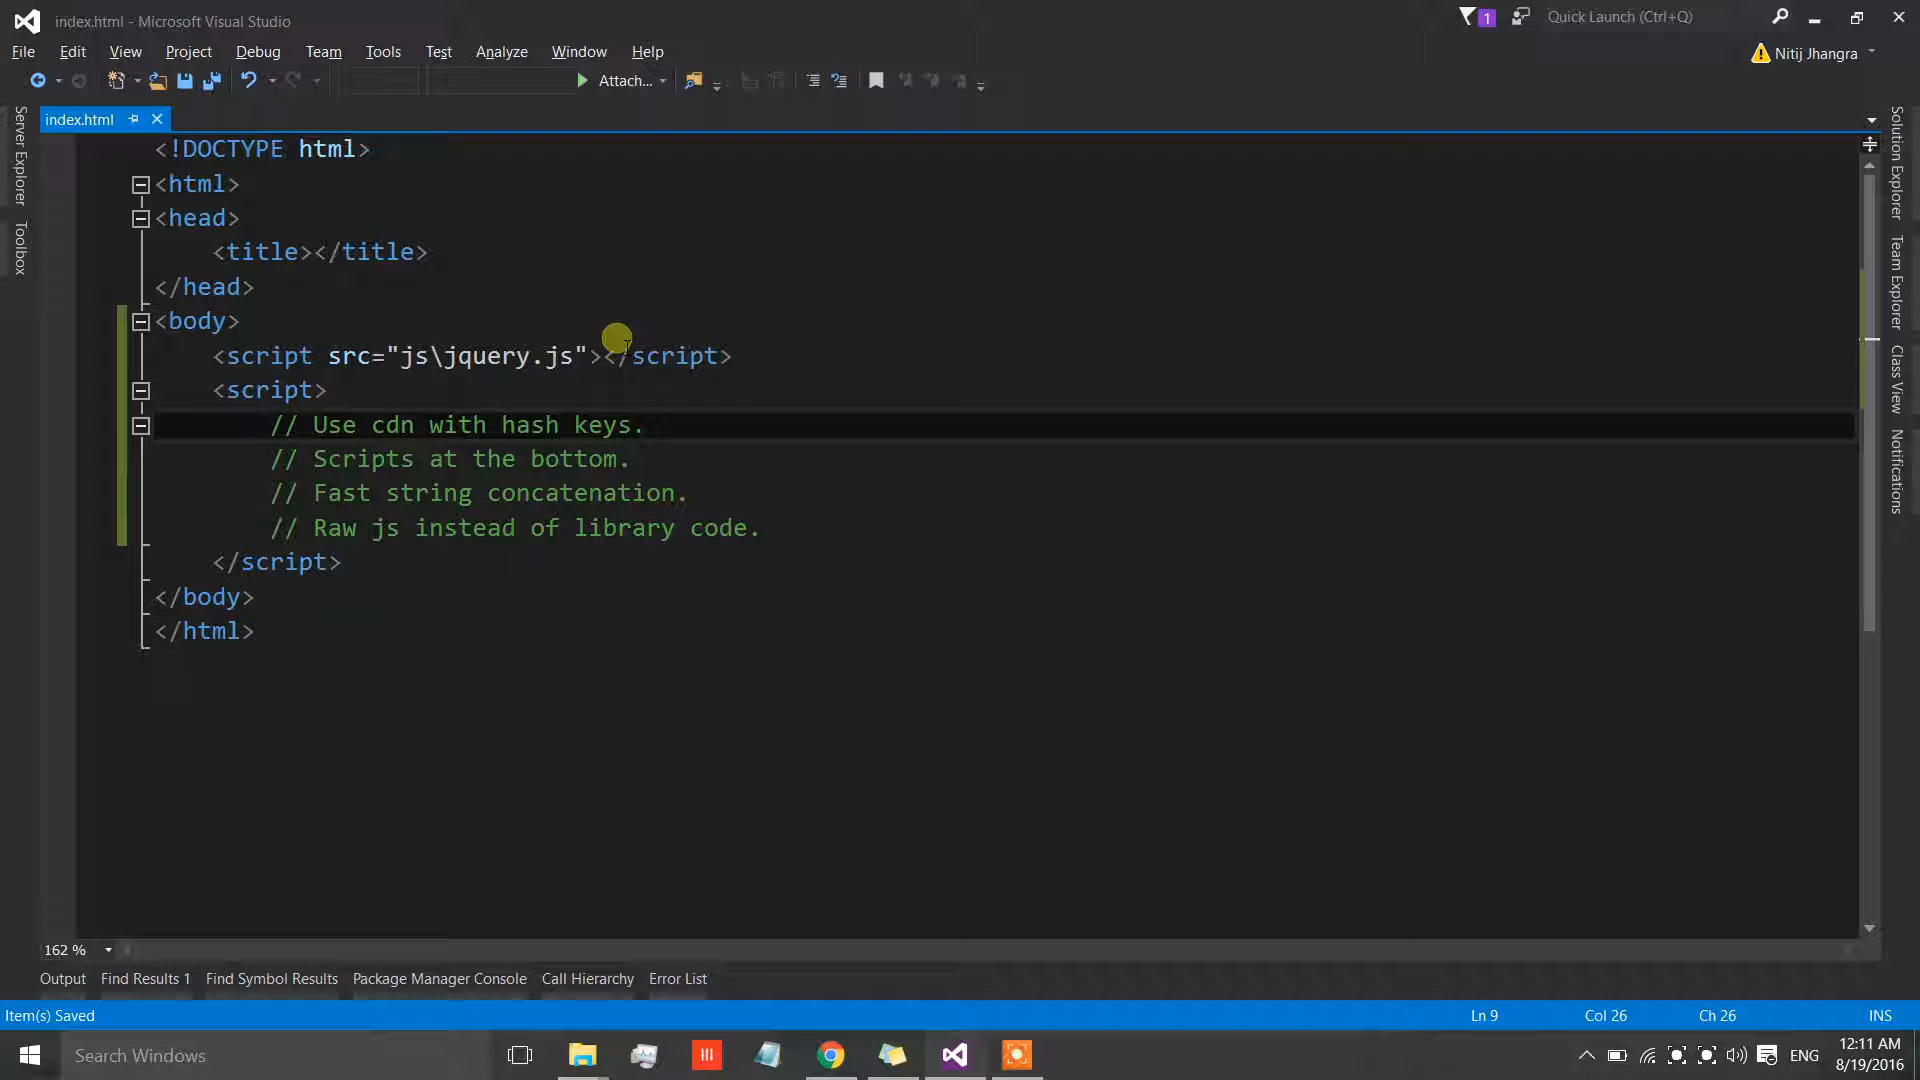 index.html - Microsoft Visual Studio
1
Quick Launch (Ctrl+Q)
File Edit View Project Debug Team Tools Test Analyze Window Help
Nitij Jhangra
Attach...
Server Explorer
Toolbox
index.html
<!DOCTYPE html>
<html>
<head>
<title></title>
</head>
<body>
<script src="js\jquery.js"></script>
<script>
// Use cdn with hash keys.
// Scripts at the bottom.
// Fast string concatenation.
// Raw js instead of library code.
</script>
</body>
</html>
Solution Explorer
Team Explorer
Class View
Notifications
162 %
Output Find Results 1 Find Symbol Results Package Manager Console Call Hierarchy Error List
Item(s) Saved Ln 9 Col 26 Ch 26 INS
Search Windows
ENG
12:11 AM
8/19/2016